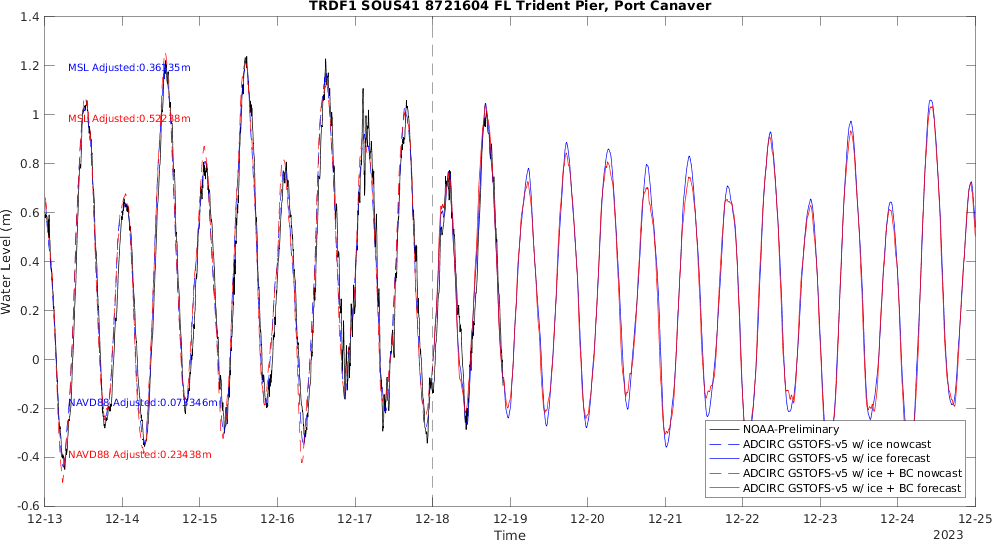 TRDF1 SOUS41 8721604 FL Trident Pier, Port Canaver
1.4
1.2
1
0.8
0.6
0.4
0.2
0
-0.2
-0.4
-0.6
Water Level (m)
MSL Adjusted:0.36335m
MSL Adjusted:0.52238m
NAVD88 Adjusted:0.073346m
NAVD88 Adjusted:0.23438m
NOAA-Preliminary
ADCIRC GSTOFS-v5 w/ ice nowcast
ADCIRC GSTOFS-v5 w/ ice forecast
ADCIRC GSTOFS-v5 w/ ice + BC nowcast
ADCIRC GSTOFS-v5 w/ ice + BC forecast
12-13 12-14 12-15 12-16 12-17 12-18 12-19 12-20 12-21 12-22 12-23 12-24 12-25
Time
2023